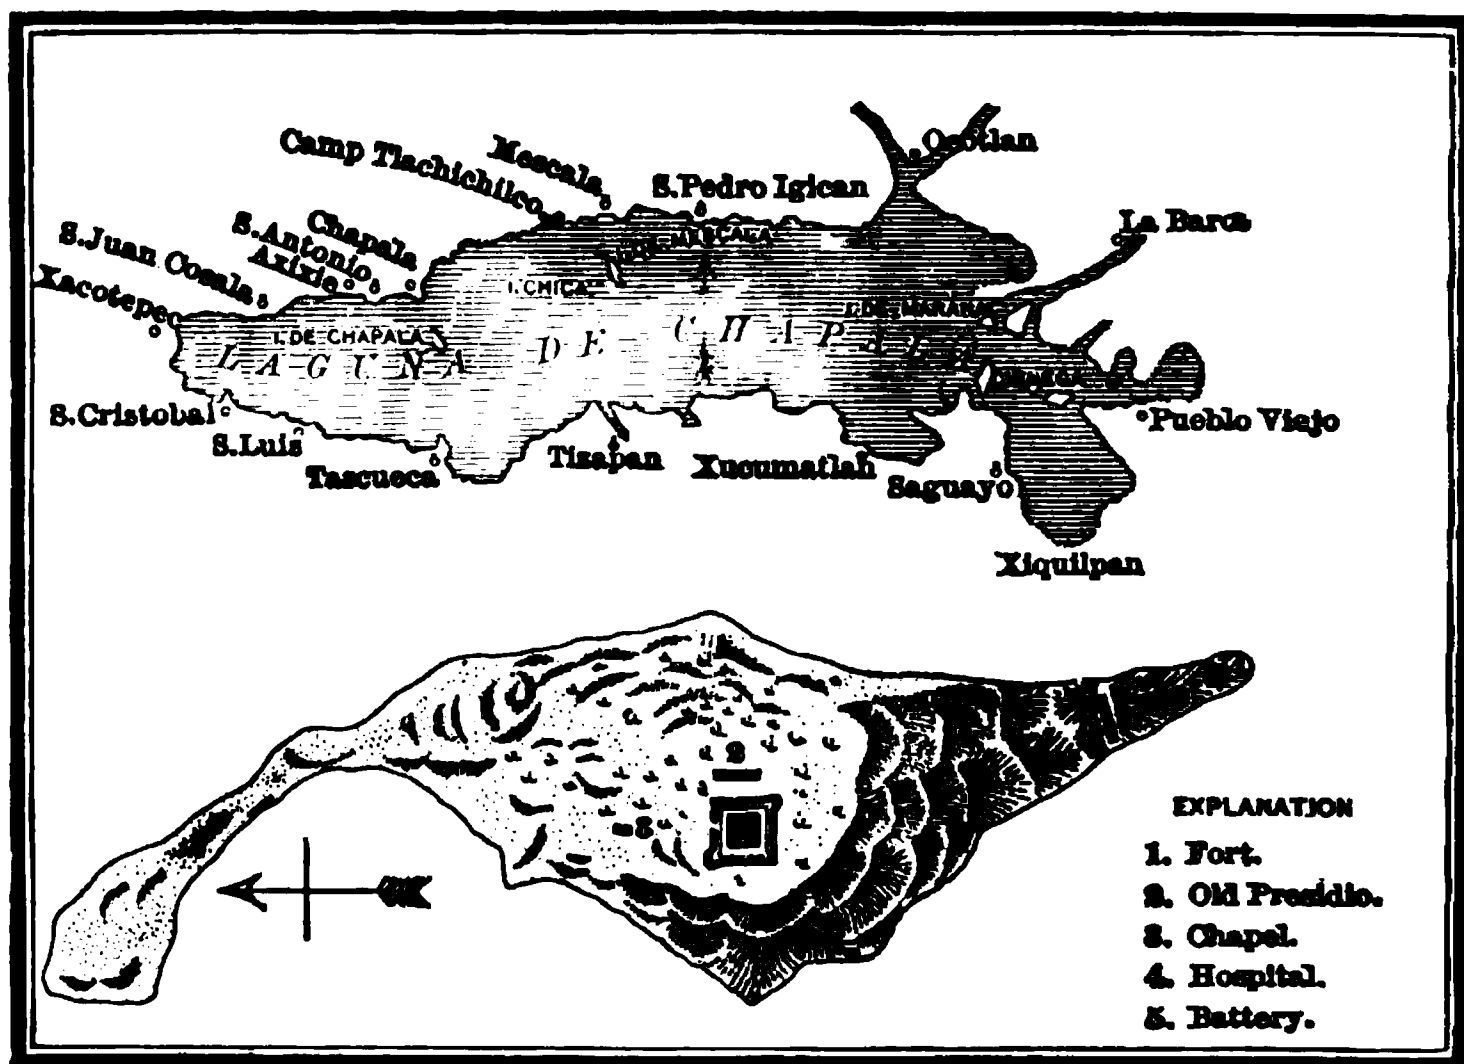 Camp Tlachichilco
Mescala
S. Pedro Igican
Ocotlan
La Barca
Chapala
S. Antonio
Axixic
S. Juan Cosala
Xacotepec
I. DE MESCALA
I. CHICA
I. DE CHAPALA
LAGUNA DE CHAPALA
S. Cristobal
S. Luis
Tascueca
Tizapan
Xucumatlan
Saguayo
Pueblo Viejo
Xiquilpan
EXPLANATION
1. Fort.
2. Old Presidio.
3. Chapel.
4. Hospital.
5. Battery.